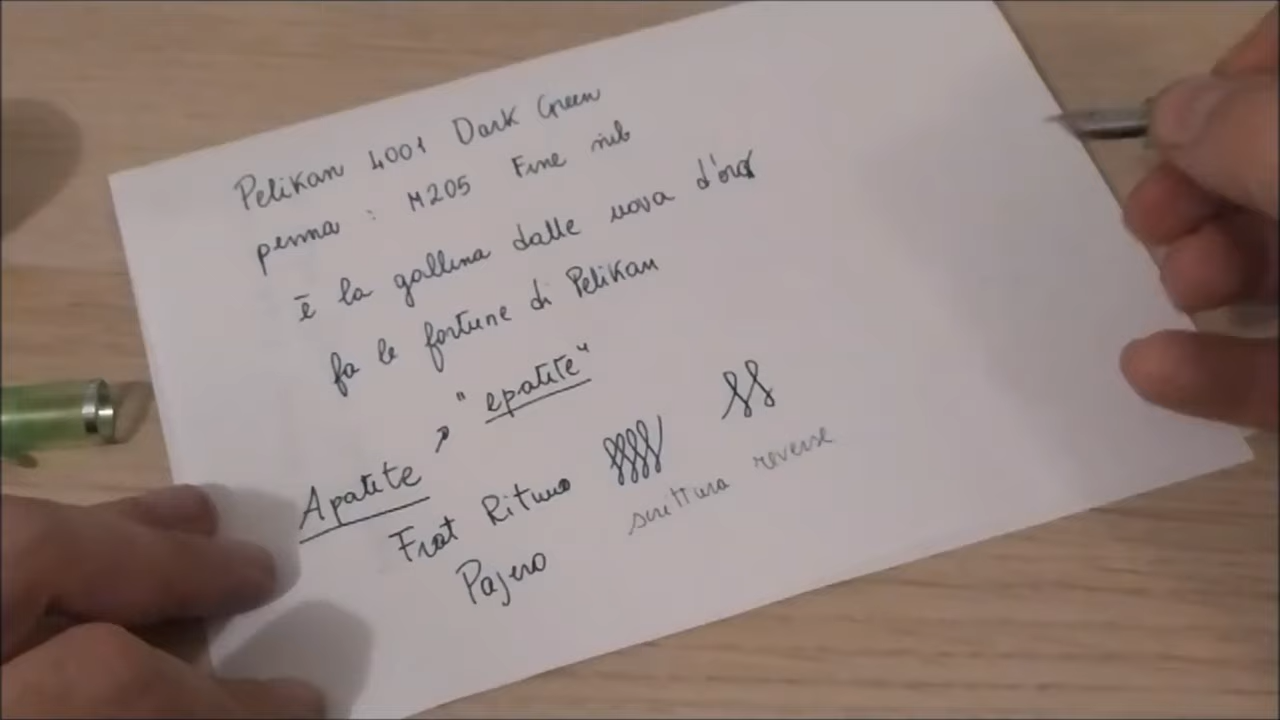 Pelikan 4001 Dark Green
penna : M205 Fine nib
è la gallina dalle uova d'oro
fa le fortune di Pelikan
"epatite"
Apatite
Fiat Ritmo
scrittura reverse
Pajero